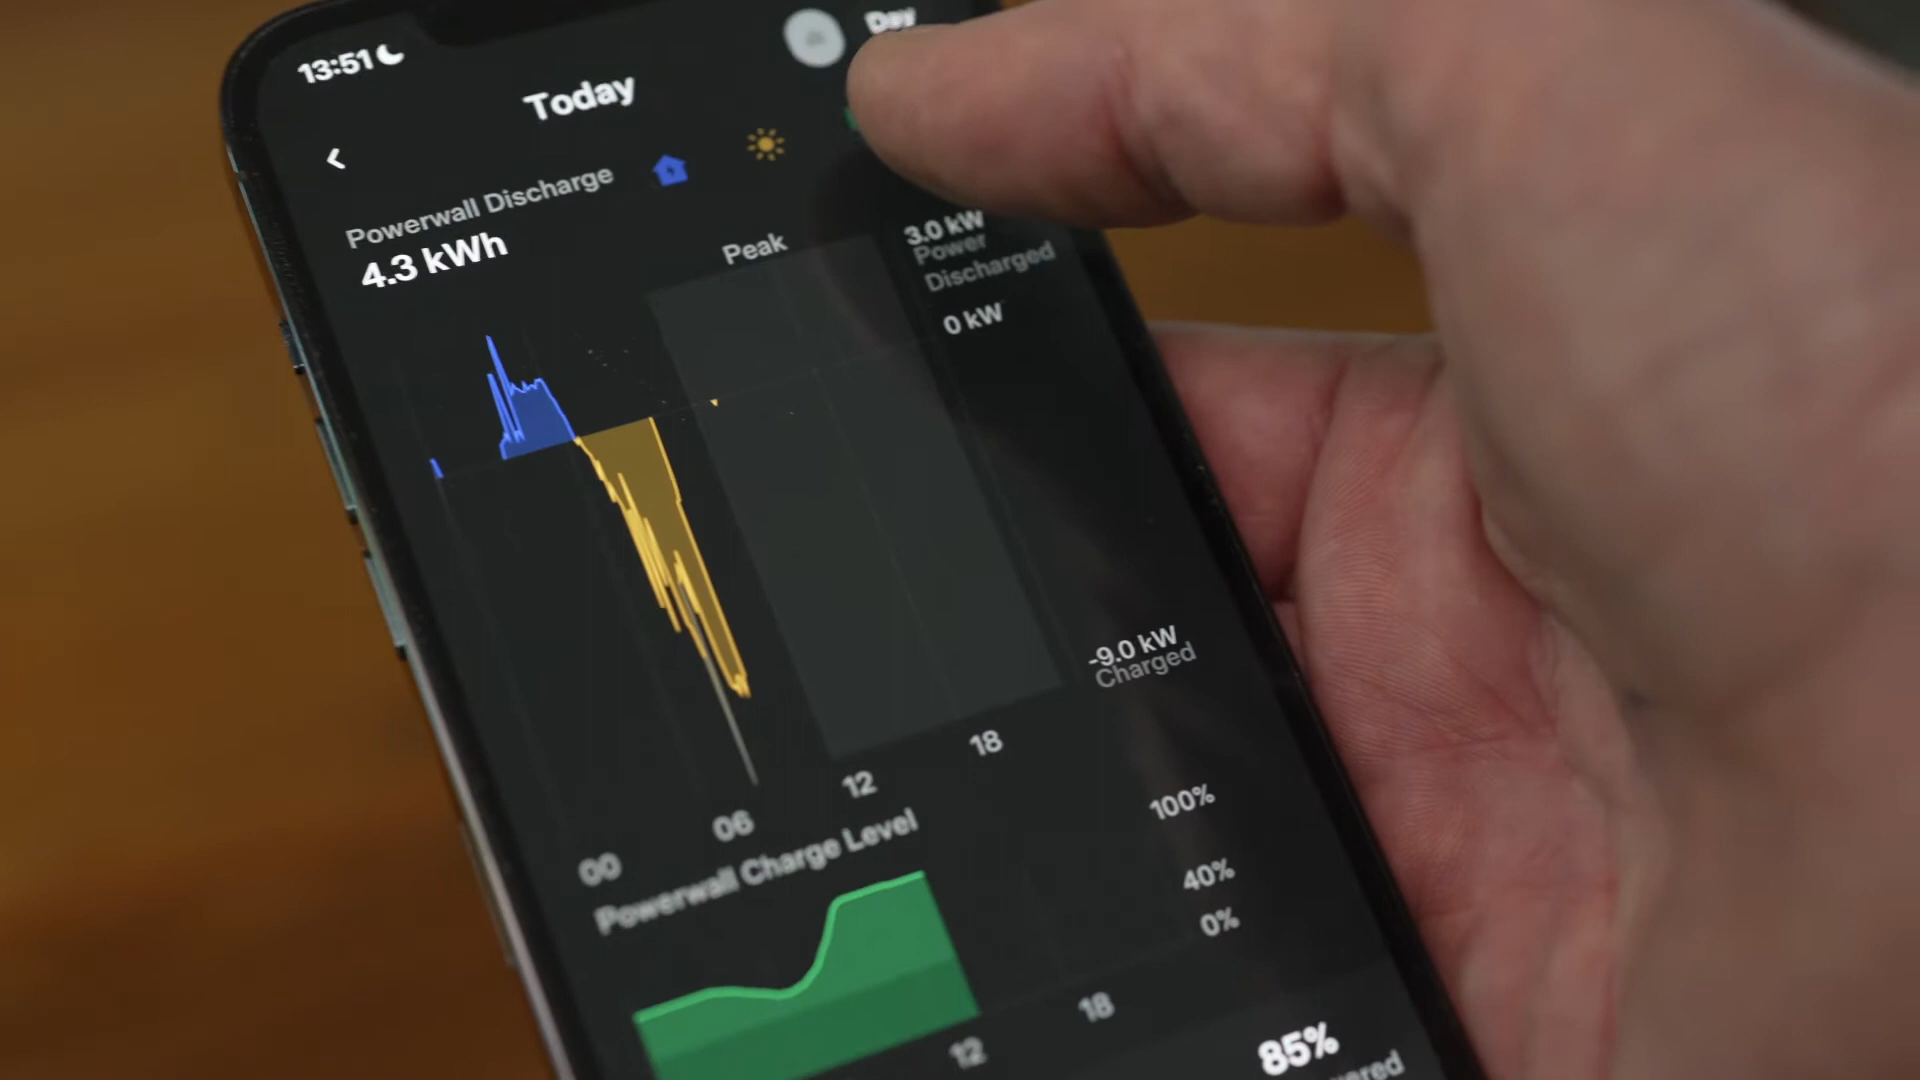 13:51
Day
Today
Powerwall Discharge
4.3 kWh
Peak
3.0 kW
Power
Discharged
0 kW
-9.0 kW
Charged
00 06 12 18
Powerwall Charge Level
100%
40%
0%
12 18
85%